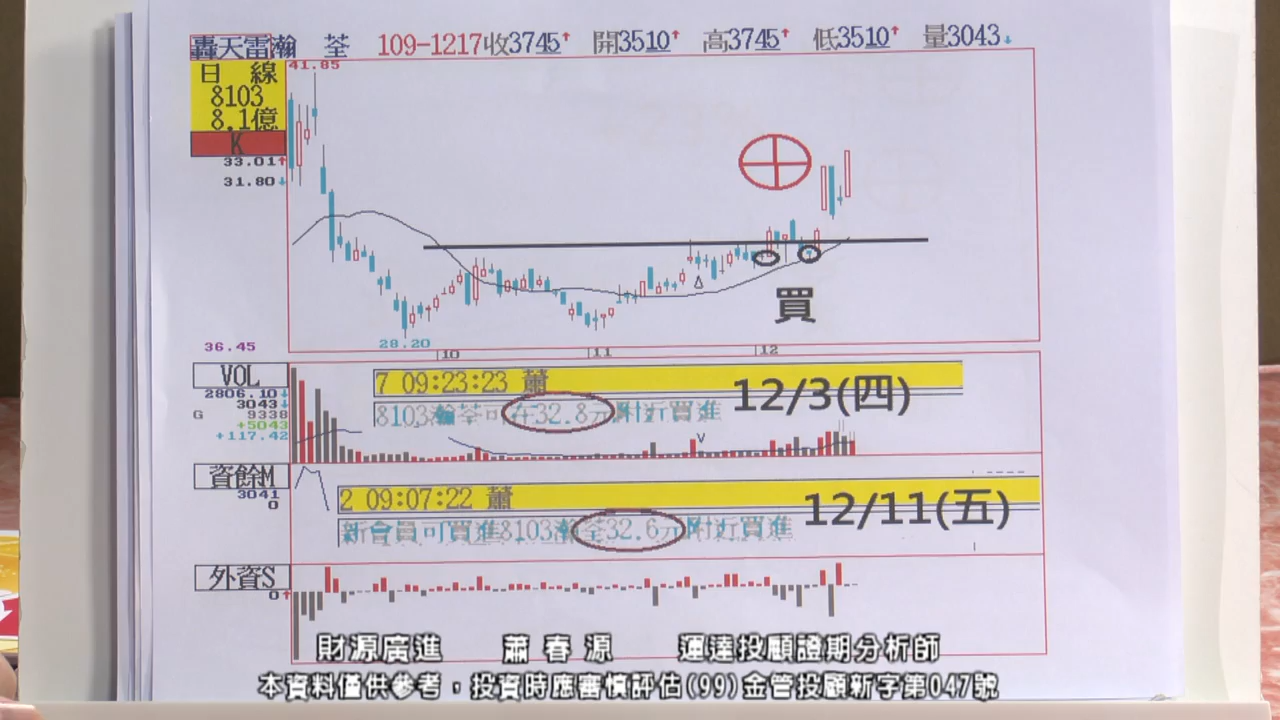 轟天雷瀚 荃 109-1217收3745↑ 開3510↑ 高3745↑ 低3510↑ 量3043↓
日 線
8103
8.1億
K
41.85
33.01↑
31.80↓
買
36.45
28.20
10 11 12
VOL
2806.10↓
3043↓
G 9338
+5043
+117.42
7 09:23:23 蕭
8103瀚荃可在32.8元附近買進
12/3(四)
V
資餘M
3041
0
2 09:07:22 蕭
新會員可買進8103瀚荃32.6元附近買進
12/11(五)
外資S
0↑
財源廣進 蕭春源 運達投顧證期分析師
本資料僅供參考，投資時應審慎評估(99)金管投顧新字第047號